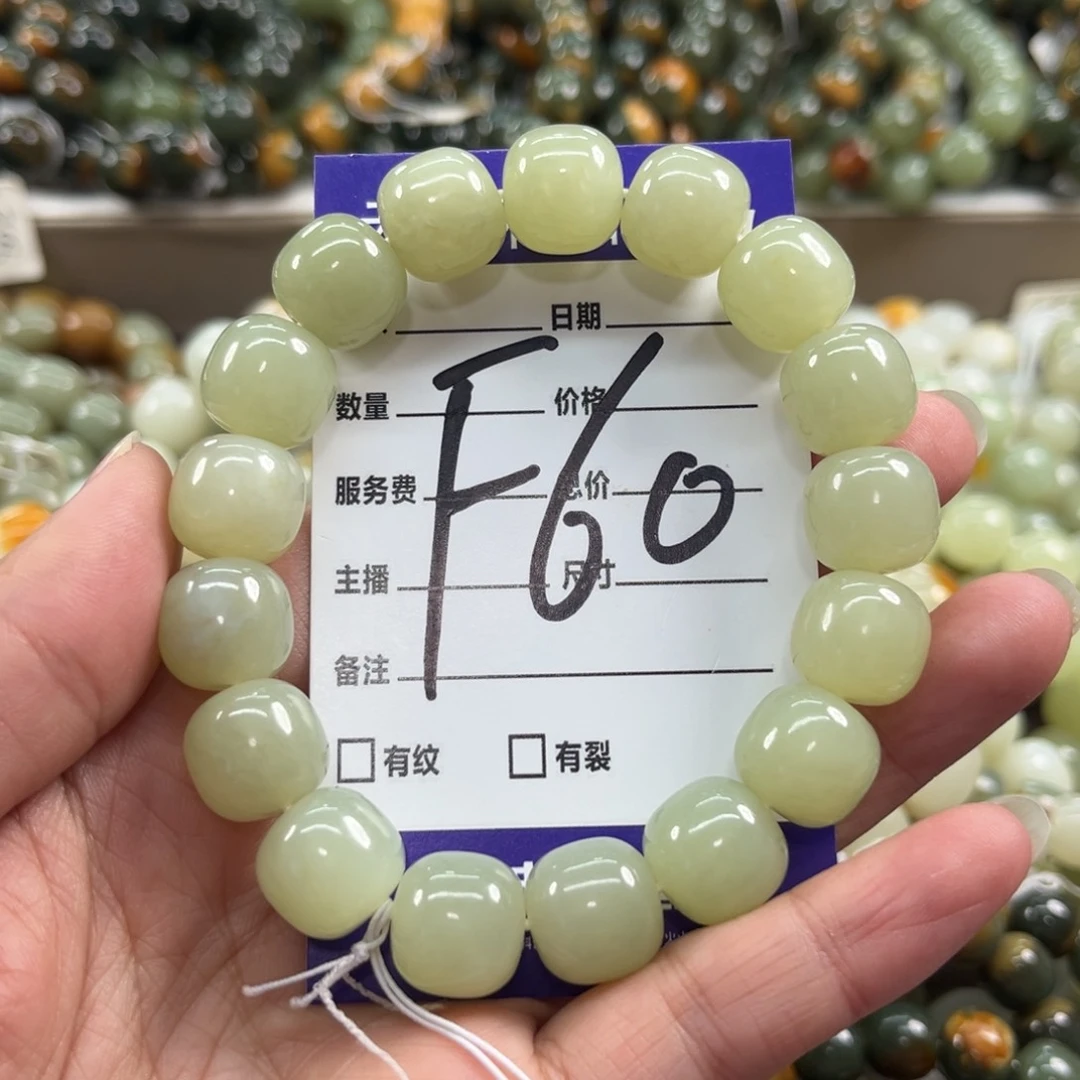 日期
F60
数量 价格
服务费 总价
主播 尺寸
备注
有纹 有裂